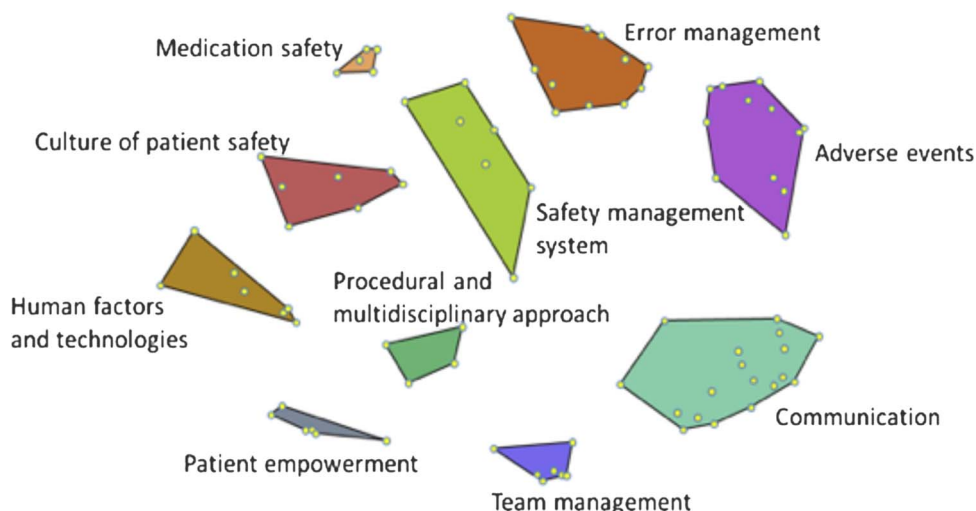 Error management
Medication safety
Culture of patient safety
Adverse events
Safety management
system
Procedural and
multidisciplinary approach
Human factors
and technologies
Communication
Patient empowerment
Team management